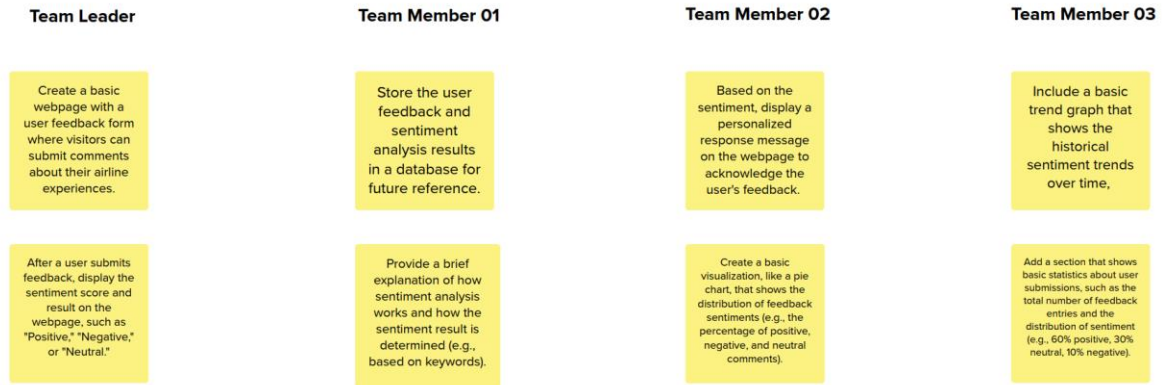 Team Leader
Team Member 01
Team Member 02
Team Member 03
Create a basic
webpage with a
user feedback form
where visitors can
submit comments
about their airline
experiences.
Store the user
feedback and
sentiment
analysis results
in a database for
future reference.
Based on the
sentiment, display a
personalized
response message
on the webpage to
acknowledge the
user's feedback.
Include a basic
trend graph that
shows the
historical
sentiment trends
over time,
After a user submits
feedback, display the
sentiment score and
result on the
webpage, such as
"Positive," "Negative,"
or "Neutral."
Provide a brief
explanation of how
sentiment analysis
works and how the
sentiment result is
determined (e.g.,
based on keywords).
Create a basic
visualization, like a pie
chart, that shows the
distribution of feedback
sentiments (e.g., the
percentage of positive,
negative, and neutral
comments).
Add a section that shows
basic statistics about user
submissions, such as the
total number of feedback
entries and the
distribution of sentiment
(e.g., 60% positive, 30%
neutral, 10% negative).